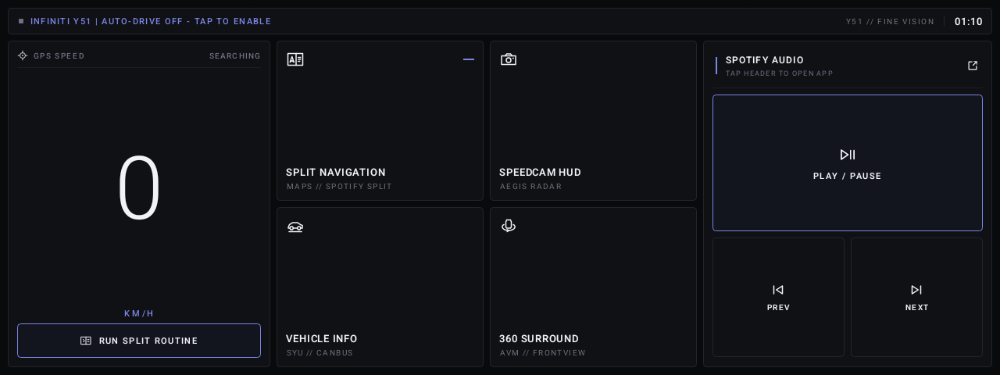 INFINITI Y51 | AUTO-DRIVE OFF - TAP TO ENABLE
Y51 // FINE VISION
01:10
GPS SPEED
SEARCHING
0
KM/H
RUN SPLIT ROUTINE
SPLIT NAVIGATION
MAPS // SPOTIFY SPLIT
SPEEDCAM HUD
AEGIS RADAR
VEHICLE INFO
SYU // CANBUS
360 SURROUND
AVM // FRONTVIEW
SPOTIFY AUDIO
TAP HEADER TO OPEN APP
PLAY / PAUSE
PREV
NEXT